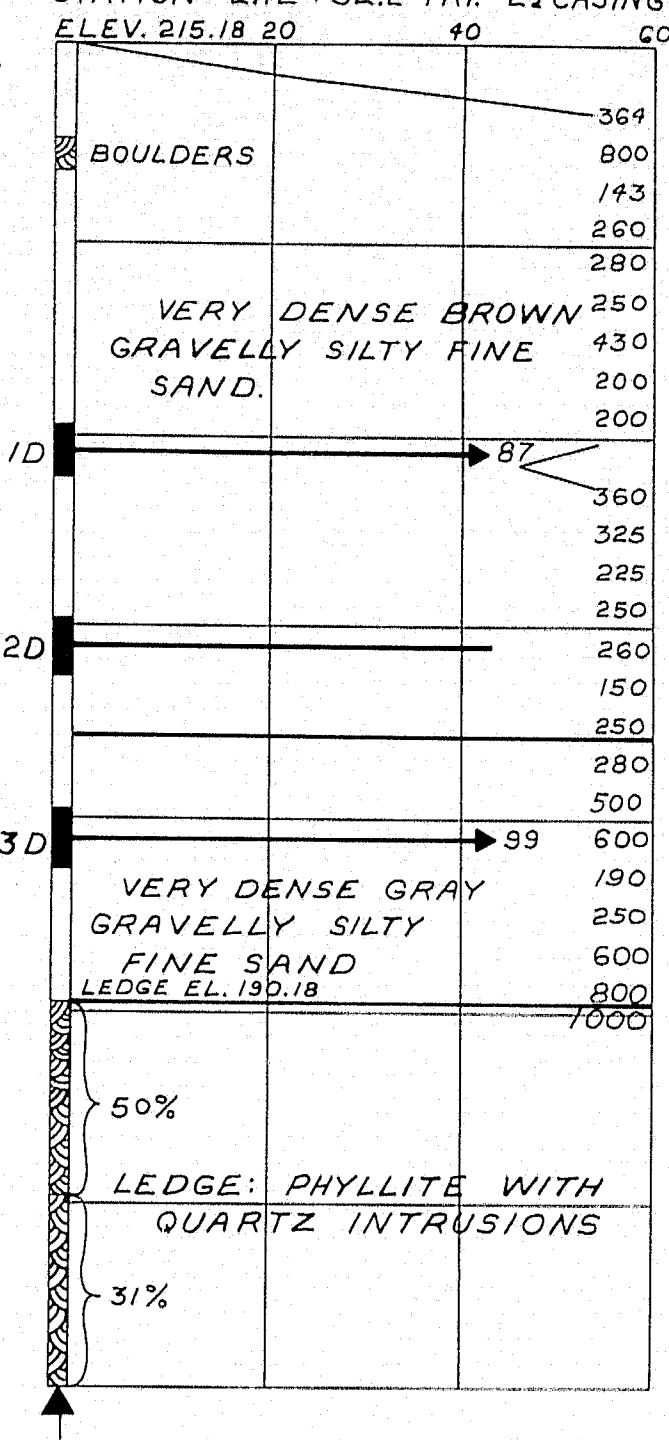 ELEV. 215.18 20 40 60
364
BOULDERS 800
143
260
280
VERY DENSE BROWN 250
GRAVELLY SILTY FINE 430
SAND. 200
200
1D 87
360
325
225
250
2D 260
150
250
280
500
3D 99 600
VERY DENSE GRAY 190
GRAVELLY SILTY 250
FINE SAND 600
LEDGE EL. 190.18 800
1000
50%
LEDGE: PHYLLITE WITH
QUARTZ INTRUSIONS
31%